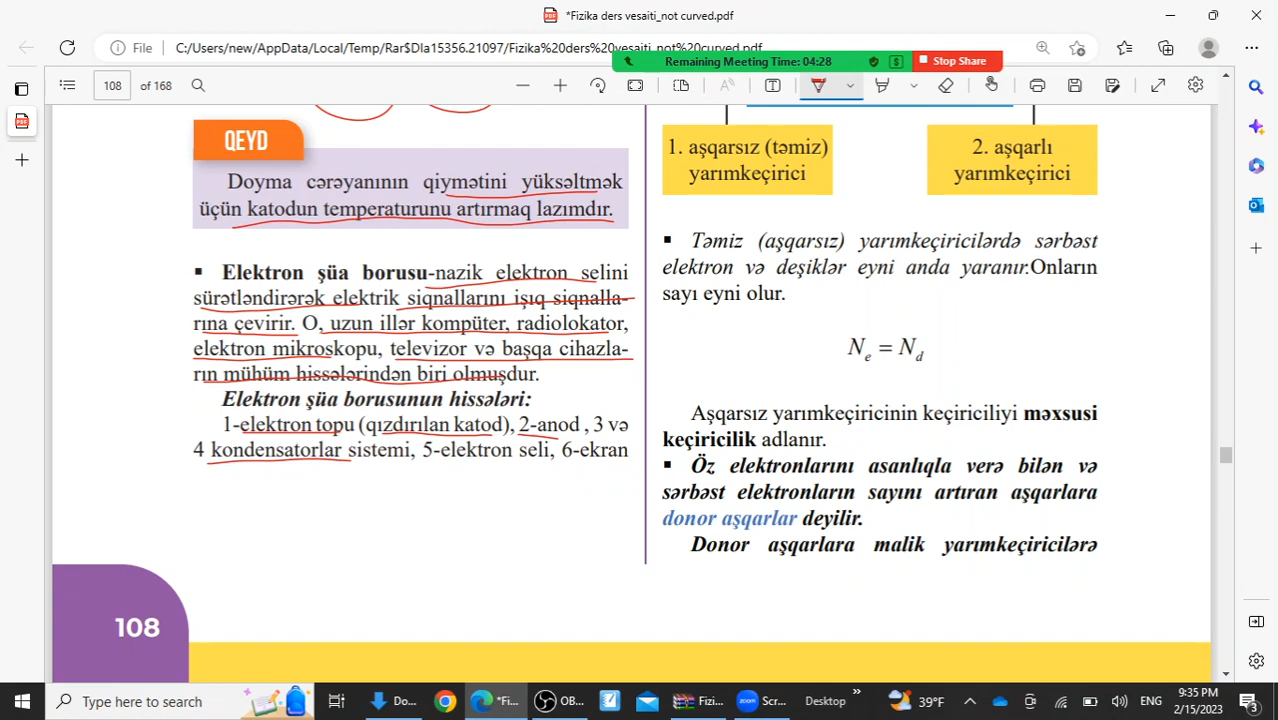 *Fizika dərs vəsaiti_not curved.pdf
File
C:/Users/new/AppData/Local/Temp/Rar$DIa15356.21097/Fizika%20dərs%20vəsaiti_not%20curved.pdf
Remaining Meeting Time: 04:28
Stop Share
108 of 168
QEYD
Doyma cərəyanının qiymətini yüksəltmək
üçün katodun temperaturunu artırmaq lazımdır.
▪ Elektron şüa borusu-nazik elektron selini
sürətləndirərək elektrik siqnallarını işıq siqnalla-
rına çevirir. O, uzun illər kompüter, radiolokator,
elektron mikroskopu, televizor və başqa cihazla-
rın mühüm hissələrindən biri olmuşdur.
Elektron şüa borusunun hissələri:
1-elektron topu (qızdırılan katod), 2-anod , 3 və
4 kondensatorlar sistemi, 5-elektron seli, 6-ekran
108
1. aşqarsız (təmiz)
yarımkeçirici
2. aşqarlı
yarımkeçirici
▪ Təmiz (aşqarsız) yarımkeçiricilərdə sərbəst
elektron və deşiklər eyni anda yaranır.Onların
sayı eyni olur.
Ne = Nd
Aşqarsız yarımkeçiricinin keçiriciliyi məxsusi
keçiricilik adlanır.
▪ Öz elektronlarını asanlıqla verə bilən və
sərbəst elektronların sayını artıran aşqarlara
donor aşqarlar deyilir.
Donor aşqarlara malik yarımkeçiricilərə
Type here to search
Do...
*Fi...
OB...
Fizi...
Scr...
Desktop
39°F
ENG
9:35 PM
2/15/2023
3